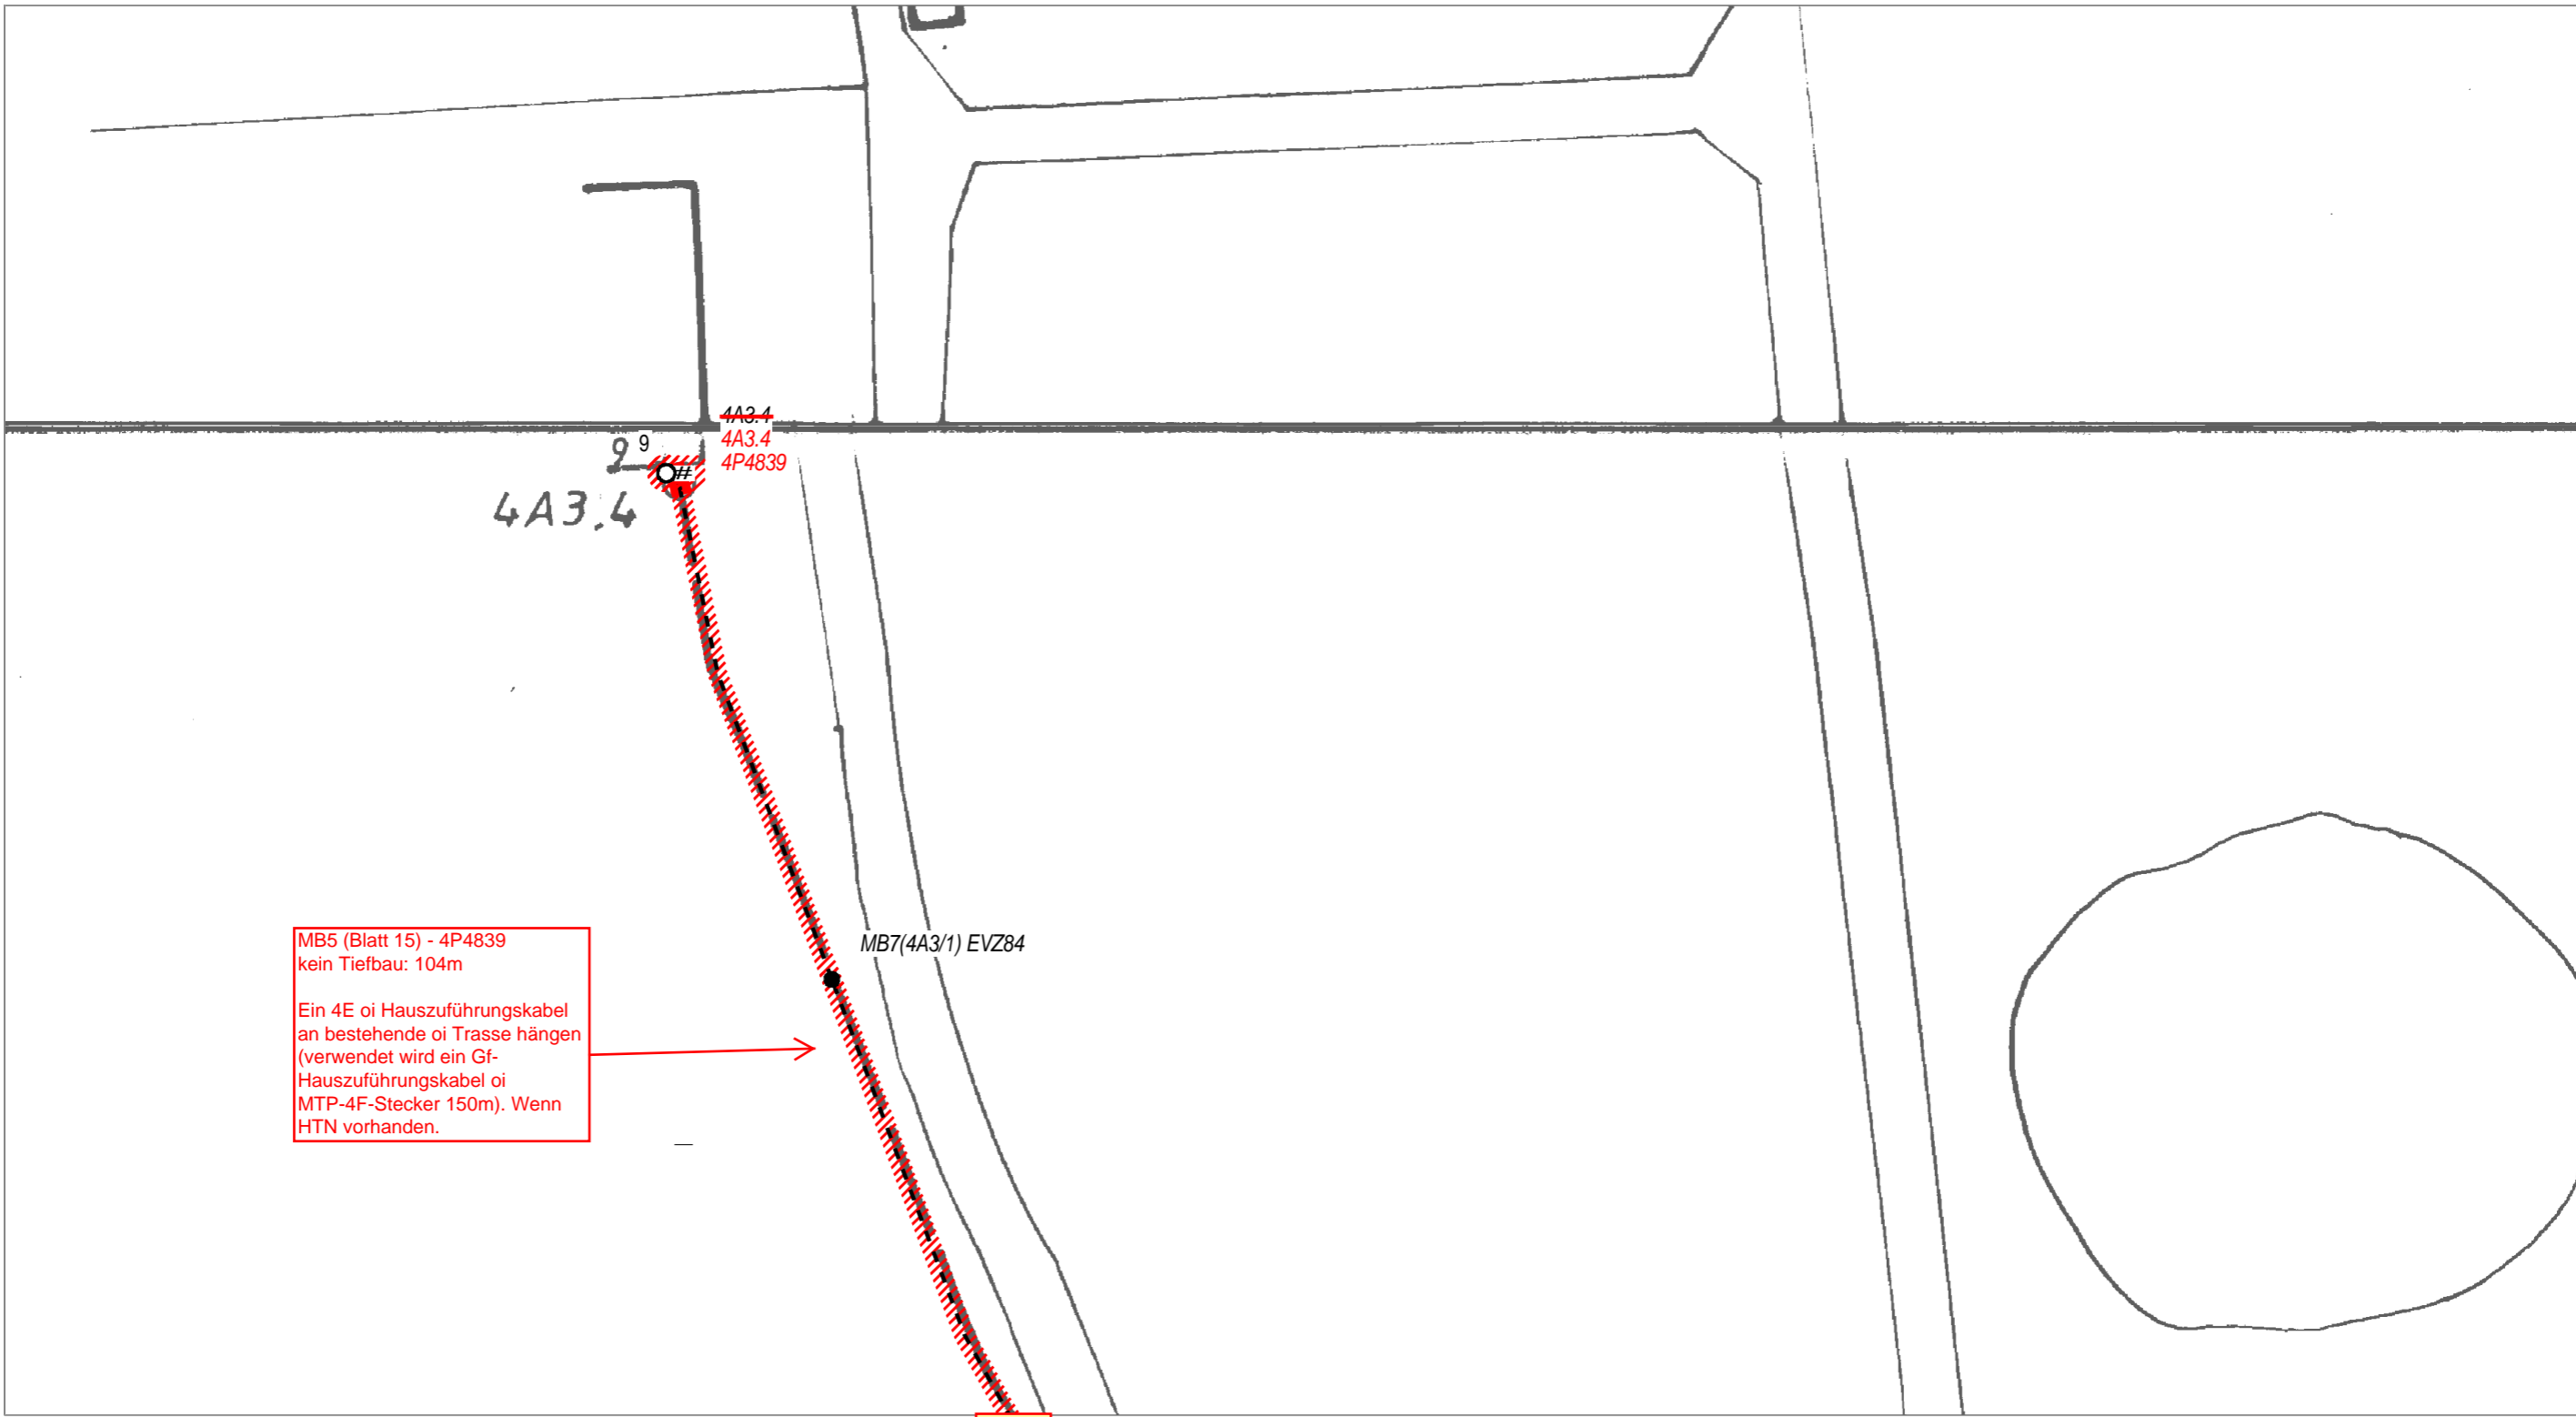 4A3.4
4A3.4
4P4839
9
9
#
4A3.4
MB7(4A3/1) EVZ84
MB5 (Blatt 15) - 4P4839
kein Tiefbau: 104m
Ein 4E oi Hauszuführungskabel
an bestehende oi Trasse hängen
(verwendet wird ein Gf-
Hauszuführungskabel oi
MTP-4F-Stecker 150m). Wenn
HTN vorhanden.